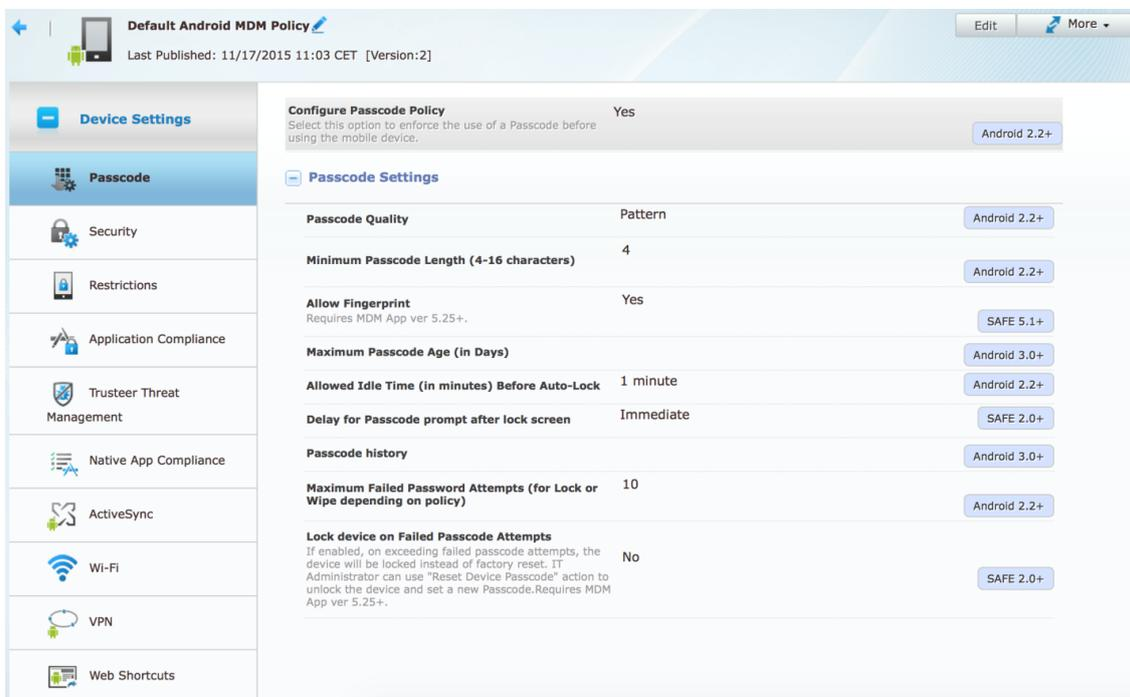 Default Android MDM Policy
Last Published: 11/17/2015 11:03 CET [Version:2]
Edit
More
Device Settings
Passcode
Security
Restrictions
Application Compliance
Trusteer Threat
Management
Native App Compliance
ActiveSync
Wi-Fi
VPN
Web Shortcuts
Configure Passcode Policy Yes
Select this option to enforce the use of a Passcode before
using the mobile device.
Android 2.2+
Passcode Settings
Passcode Quality Pattern Android 2.2+
Minimum Passcode Length (4-16 characters) 4 Android 2.2+
Allow Fingerprint Yes
Requires MDM App ver 5.25+. SAFE 5.1+
Maximum Passcode Age (in Days) Android 3.0+
Allowed Idle Time (in minutes) Before Auto-Lock 1 minute Android 2.2+
Delay for Passcode prompt after lock screen Immediate SAFE 2.0+
Passcode history Android 3.0+
Maximum Failed Password Attempts (for Lock or 10
Wipe depending on policy) Android 2.2+
Lock device on Failed Passcode Attempts
If enabled, on exceeding failed passcode attempts, the
device will be locked instead of factory reset. IT No
Administrator can use "Reset Device Passcode" action to
unlock the device and set a new Passcode.Requires MDM
App ver 5.25+.
SAFE 2.0+